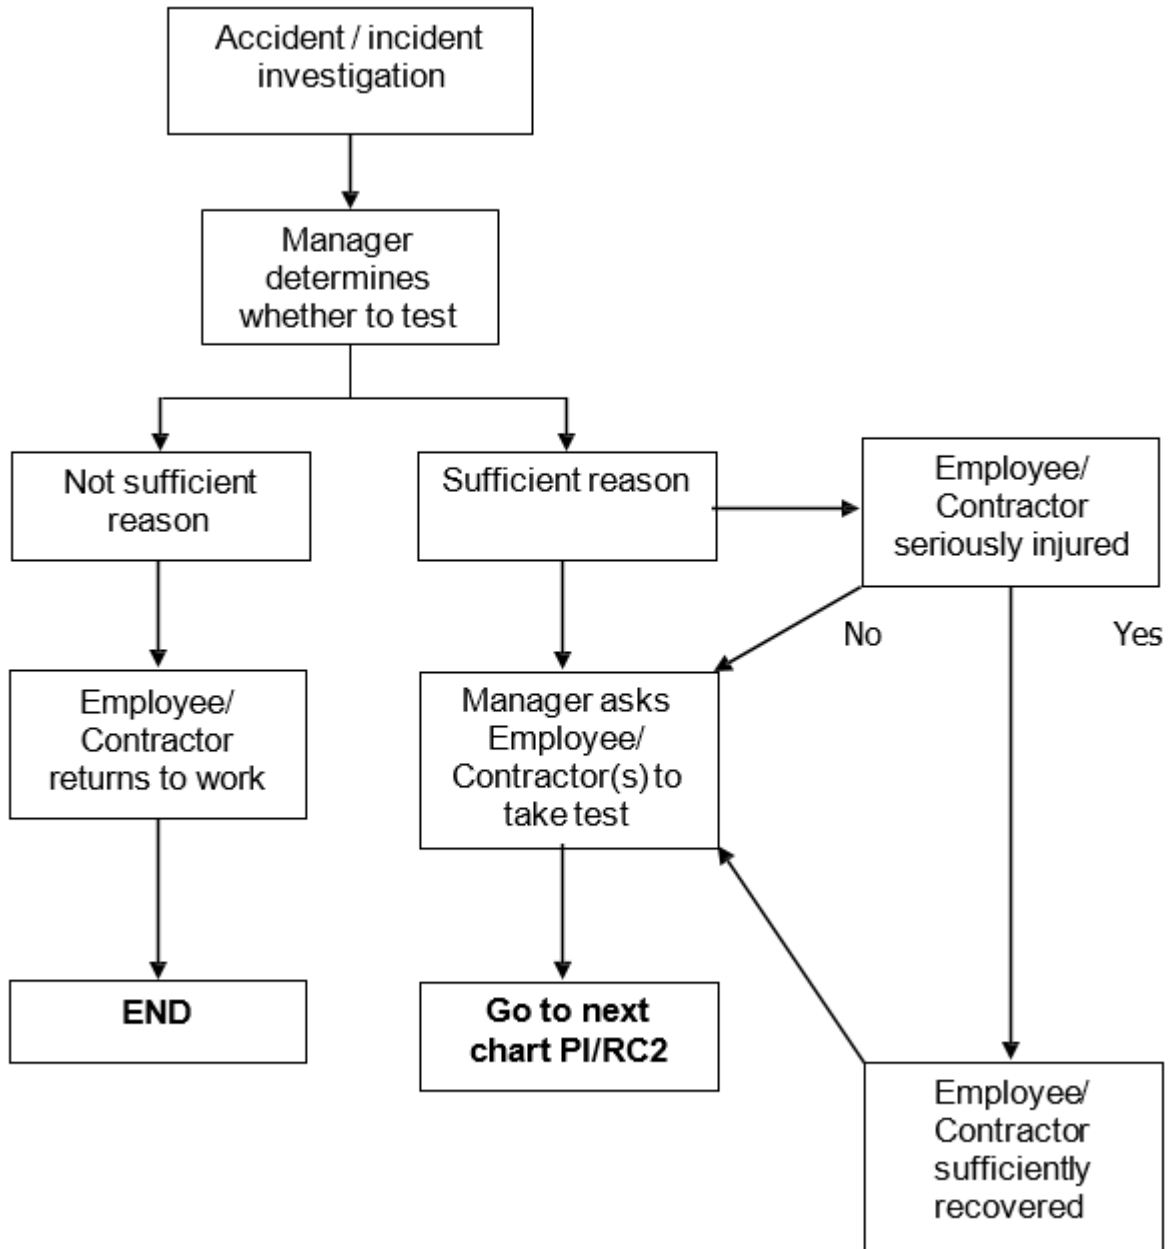 Accident / incident
investigation
Manager
determines
whether to test
Not sufficient
reason
Sufficient reason
Employee/
Contractor
seriously injured
No
Yes
Employee/
Contractor
returns to work
Manager asks
Employee/
Contractor(s) to
take test
END
Go to next
chart PI/RC2
Employee/
Contractor
sufficiently
recovered